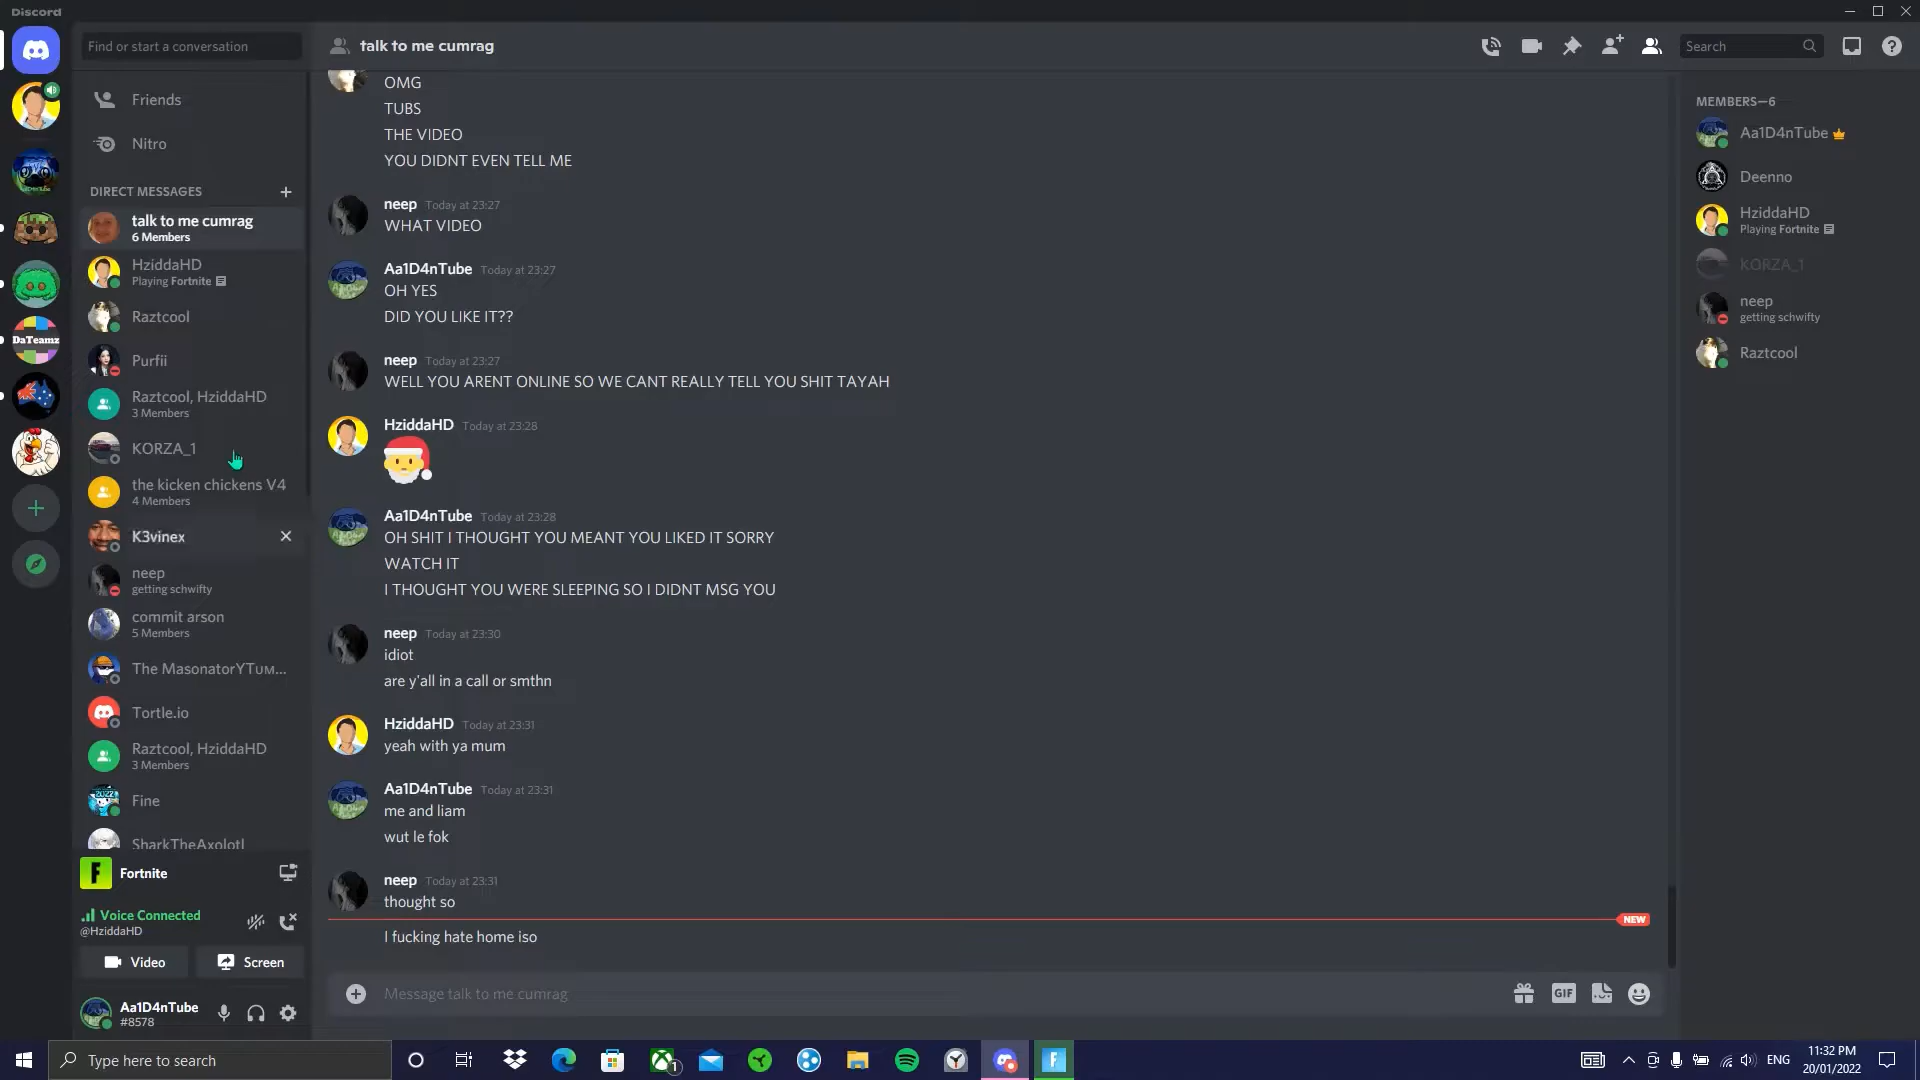 Discord
Find or start a conversation
Friends
Nitro
DIRECT MESSAGES
talk to me cumrag
6 Members
HziddaHD
Playing Fortnite
Raztcool
Purfii
Raztcool, HziddaHD
3 Members
KORZA_1
the kicken chickens V4
4 Members
K3vinex
neep
getting schwifty
commit arson
5 Members
The MasonatorYTᴜᴍ...
Tortle.io
Raztcool, HziddaHD
3 Members
Fine
SharkTheAxolotl
DaTeamz
Fortnite
Voice Connected
@HziddaHD
Video
Screen
Aa1D4nTube
#8578
talk to me cumrag
Search
OMG
TUBS
THE VIDEO
YOU DIDNT EVEN TELL ME
neep Today at 23:27
WHAT VIDEO
Aa1D4nTube Today at 23:27
OH YES
DID YOU LIKE IT??
neep Today at 23:27
WELL YOU ARENT ONLINE SO WE CANT REALLY TELL YOU SHIT TAYAH
HziddaHD Today at 23:28
Aa1D4nTube Today at 23:28
OH SHIT I THOUGHT YOU MEANT YOU LIKED IT SORRY
WATCH IT
I THOUGHT YOU WERE SLEEPING SO I DIDNT MSG YOU
neep Today at 23:30
idiot
are y'all in a call or smthn
HziddaHD Today at 23:31
yeah with ya mum
Aa1D4nTube Today at 23:31
me and liam
wut le fok
neep Today at 23:31
thought so
NEW
I fucking hate home iso
Message talk to me cumrag
GIF
MEMBERS—6
Aa1D4nTube
Deenno
HziddaHD
Playing Fortnite
KORZA_1
neep
getting schwifty
Raztcool
Type here to search
1
ENG
11:32 PM
20/01/2022